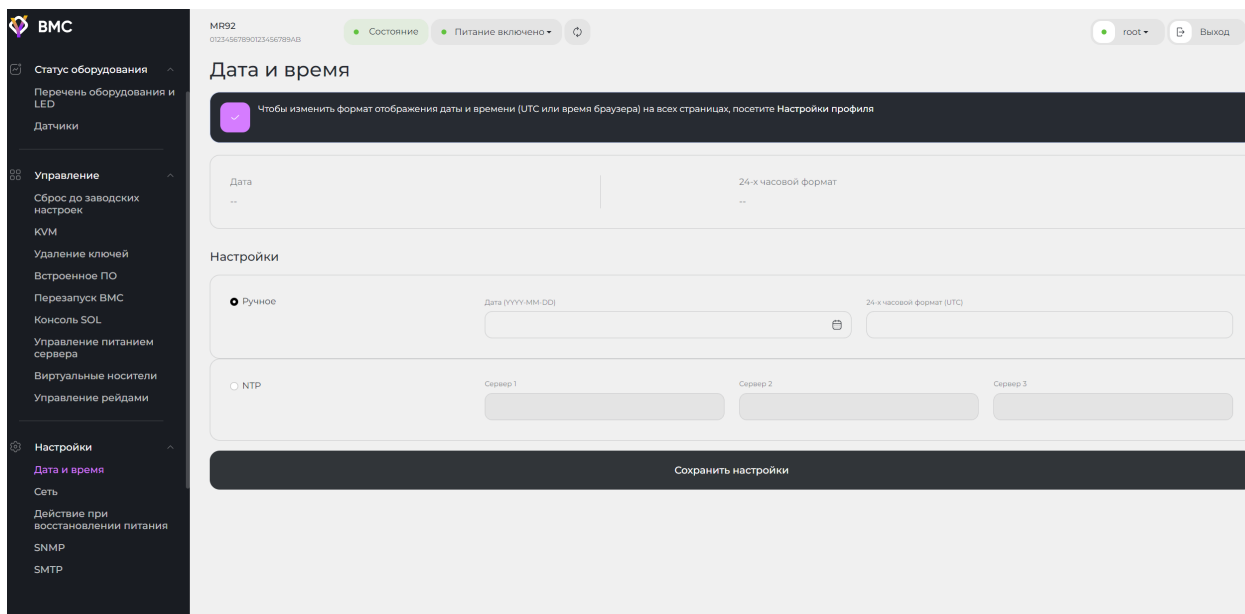 BMC
Статус оборудования
Перечень оборудования и
LED
Датчики
Управление
Сброс до заводских
настроек
KVM
Удаление ключей
Встроенное ПО
Перезапуск BMC
Консоль SOL
Управление питанием
сервера
Виртуальные носители
Управление рейдами
Настройки
Дата и время
Сеть
Действие при
восстановлении питания
SNMP
SMTP
MR92
01234567890123456789AB
Состояние
Питание включено
root
Выход
Дата и время
Чтобы изменить формат отображения даты и времени (UTC или время браузера) на всех страницах, посетите Настройки профиля
Дата
--
24-х часовой формат
--
Настройки
Ручное
Дата (YYYY-MM-DD)
24-х часовой формат (UTC)
NTP
Сервер 1
Сервер 2
Сервер 3
Сохранить настройки